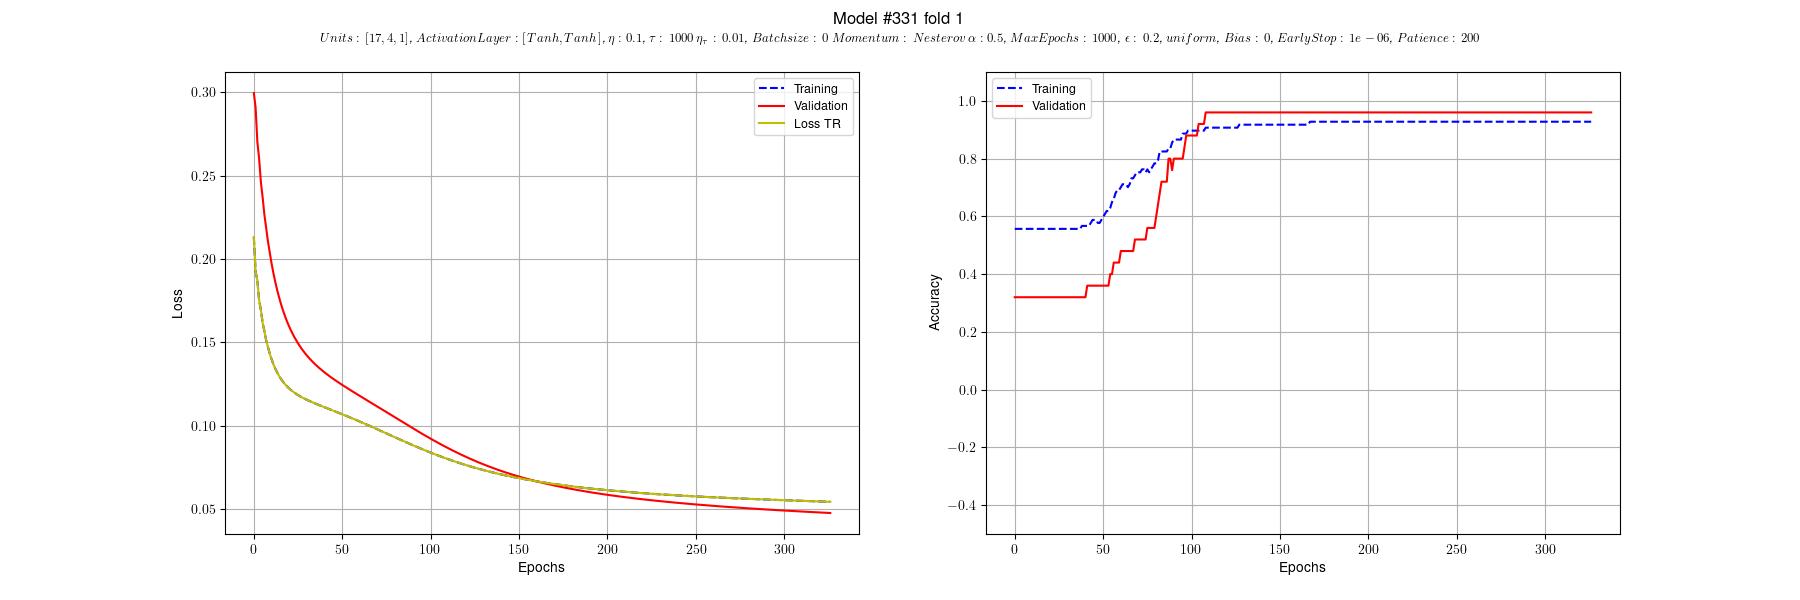 Model #331 fold 1
Units : [17, 4, 1], ActivationLayer : [Tanh, Tanh], η : 0.1, τ : 1000 η_τ : 0.01, Batchsize : 0 Momentum : Nesterov α : 0.5, MaxEpochs : 1000, ϵ : 0.2, uniform, Bias : 0, EarlyStop : 1e − 06, Patience : 200
Training
Validation
Loss TR
0.30
0.25
0.20
0.15
0.10
0.05
Loss
0 50 100 150 200 250 300
Epochs
Training
Validation
1.0
0.8
0.6
0.4
0.2
0.0
−0.2
−0.4
Accuracy
0 50 100 150 200 250 300
Epochs